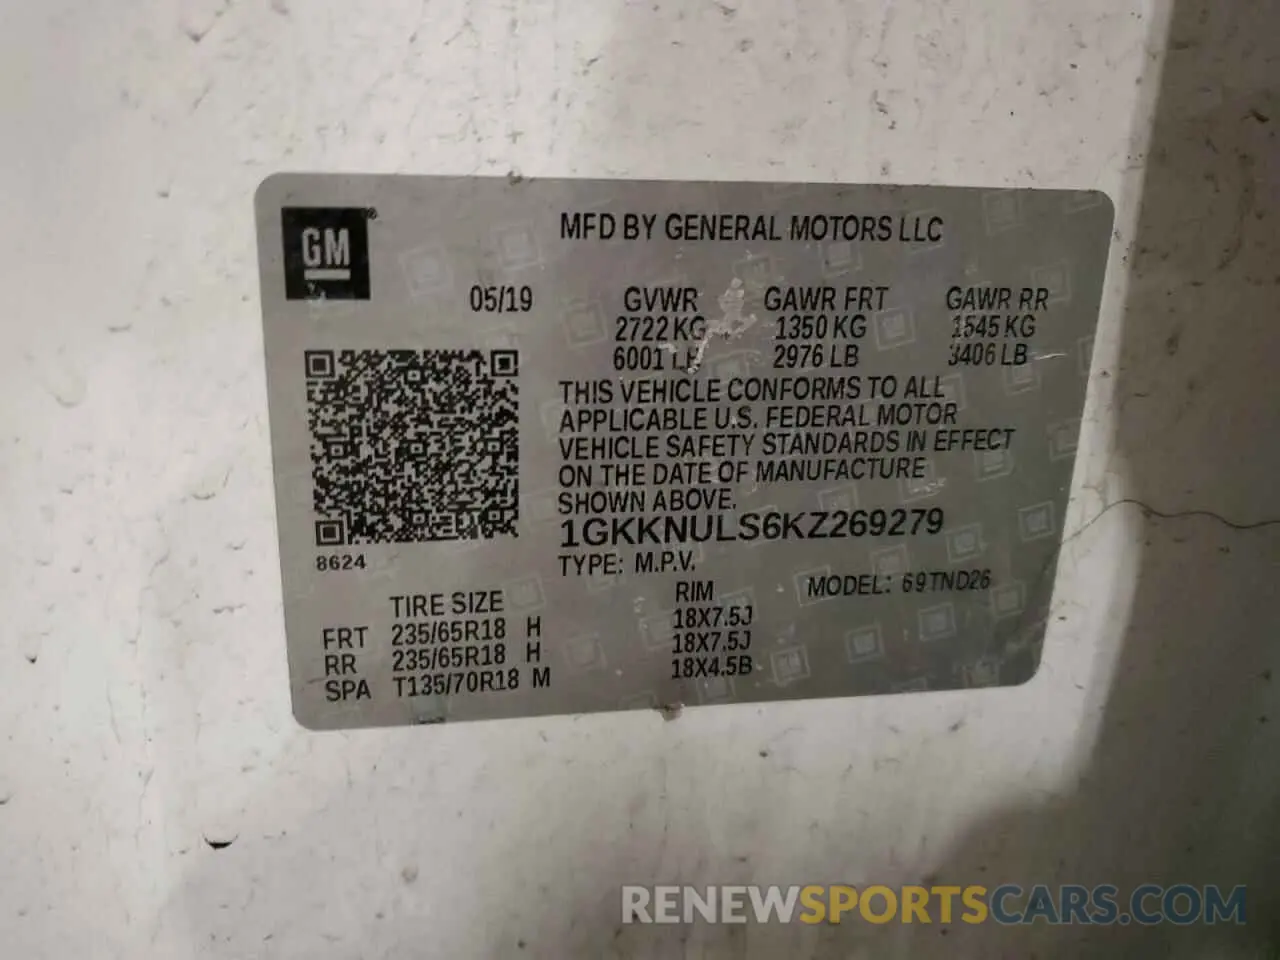 GM®
MFD BY GENERAL MOTORS LLC
05/19 GVWR GAWR FRT GAWR RR
2722 KG 1350 KG 1545 KG
6001 LB 2976 LB 3406 LB
THIS VEHICLE CONFORMS TO ALL
APPLICABLE U.S. FEDERAL MOTOR
VEHICLE SAFETY STANDARDS IN EFFECT
ON THE DATE OF MANUFACTURE
SHOWN ABOVE.
1GKKNULS6KZ269279
8624
TYPE: M.P.V.
TIRE SIZE RIM MODEL: 69TND26
FRT 235/65R18 H 18X7.5J
RR 235/65R18 H 18X7.5J
SPA T135/70R18 M 18X4.5B
RENEWSPORTSCARS.COM